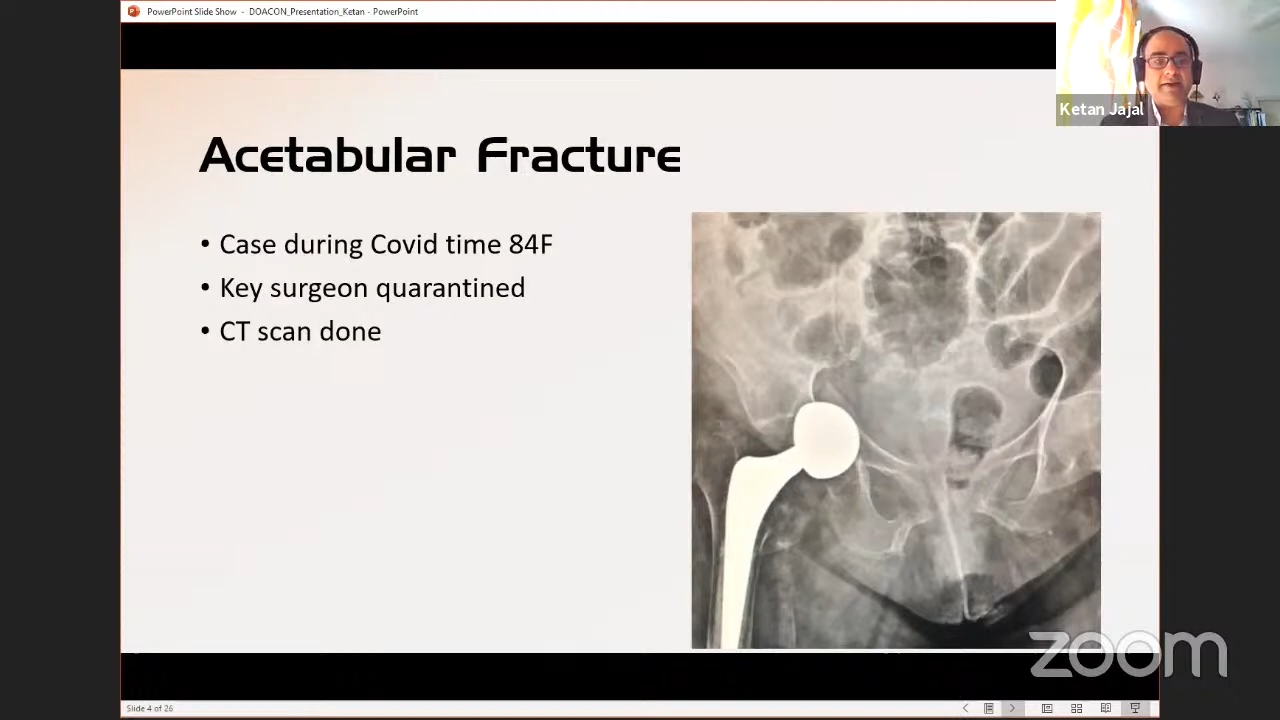 PowerPoint Slide Show - DOACON_Presentation_Ketan - PowerPoint
Ketan Jajal
Acetabular Fracture
• Case during Covid time 84F
• Key surgeon quarantined
• CT scan done
zoom
Slide 4 of 26